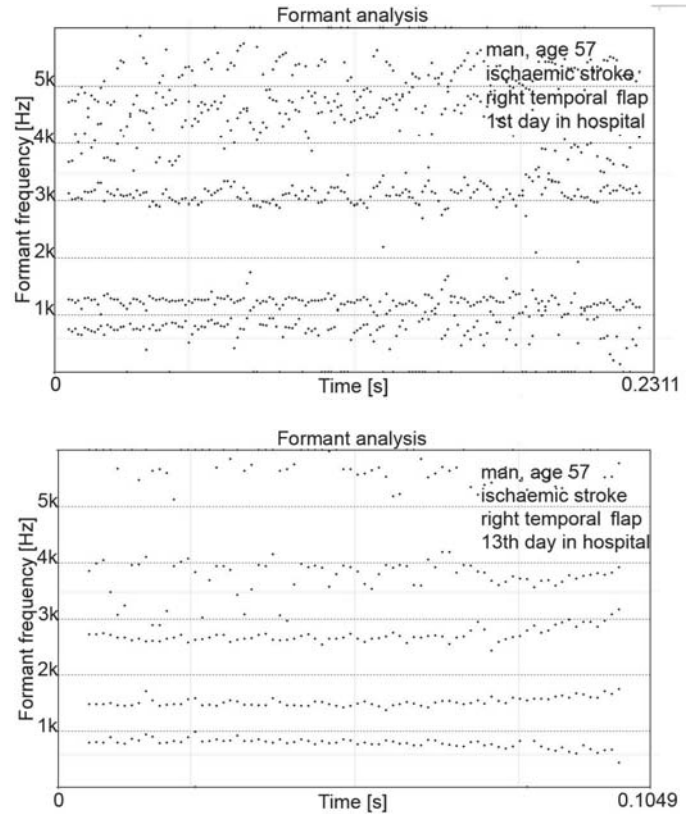 Formant analysis
man, age 57
ischaemic stroke
right temporal flap
1st day in hospital
Formant frequency [Hz]
5k
4k
3k
2k
1k
0
Time [s]
0.2311
Formant analysis
man, age 57
ischaemic stroke
right temporal flap
13th day in hospital
Formant frequency [Hz]
5k
4k
3k
2k
1k
0
Time [s]
0.1049